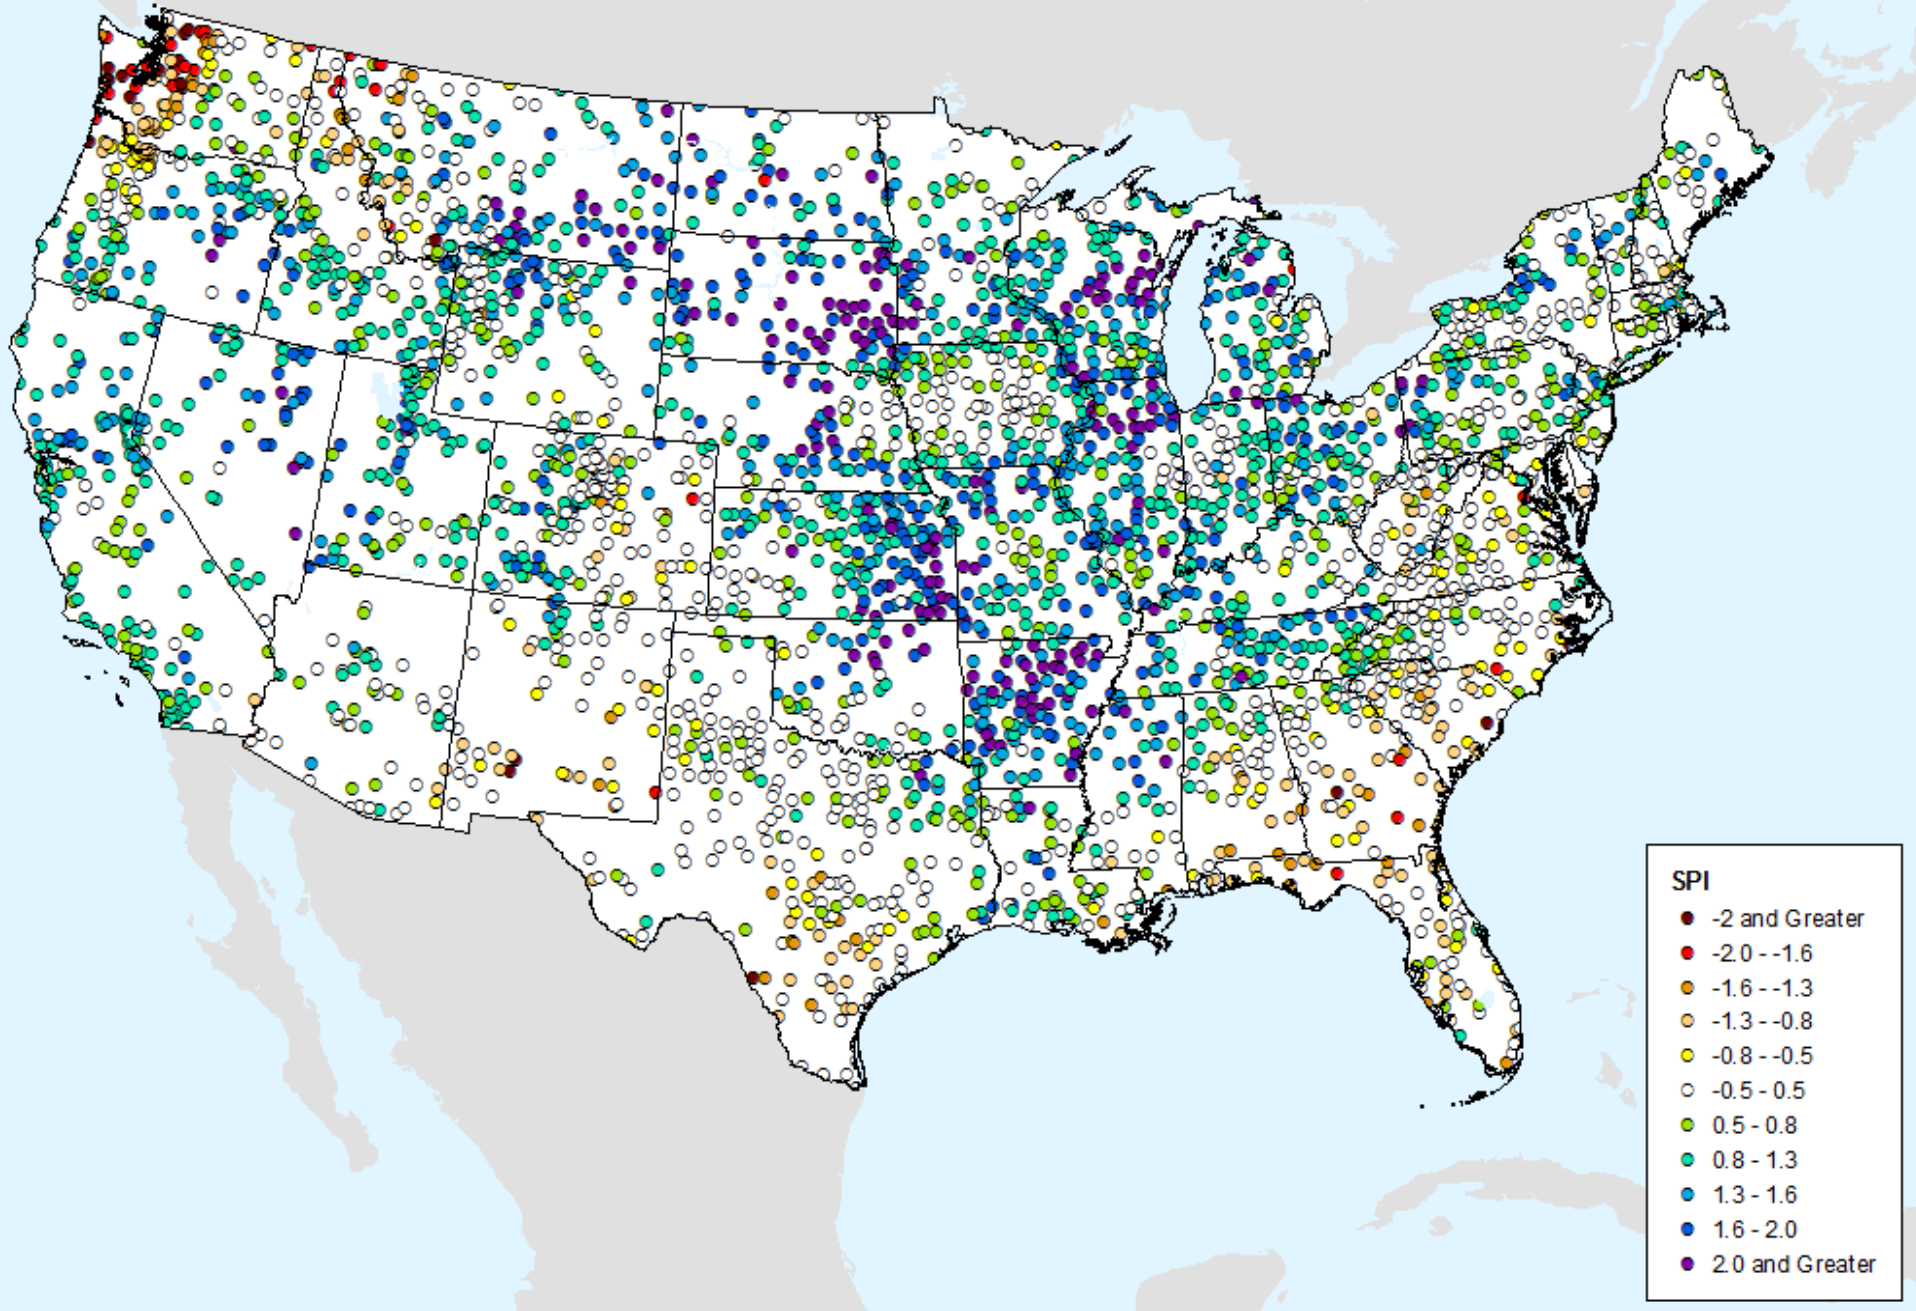 SPI
-2 and Greater
-2.0 - -1.6
-1.6 - -1.3
-1.3 - -0.8
-0.8 - -0.5
-0.5 - 0.5
0.5 - 0.8
0.8 - 1.3
1.3 - 1.6
1.6 - 2.0
2.0 and Greater